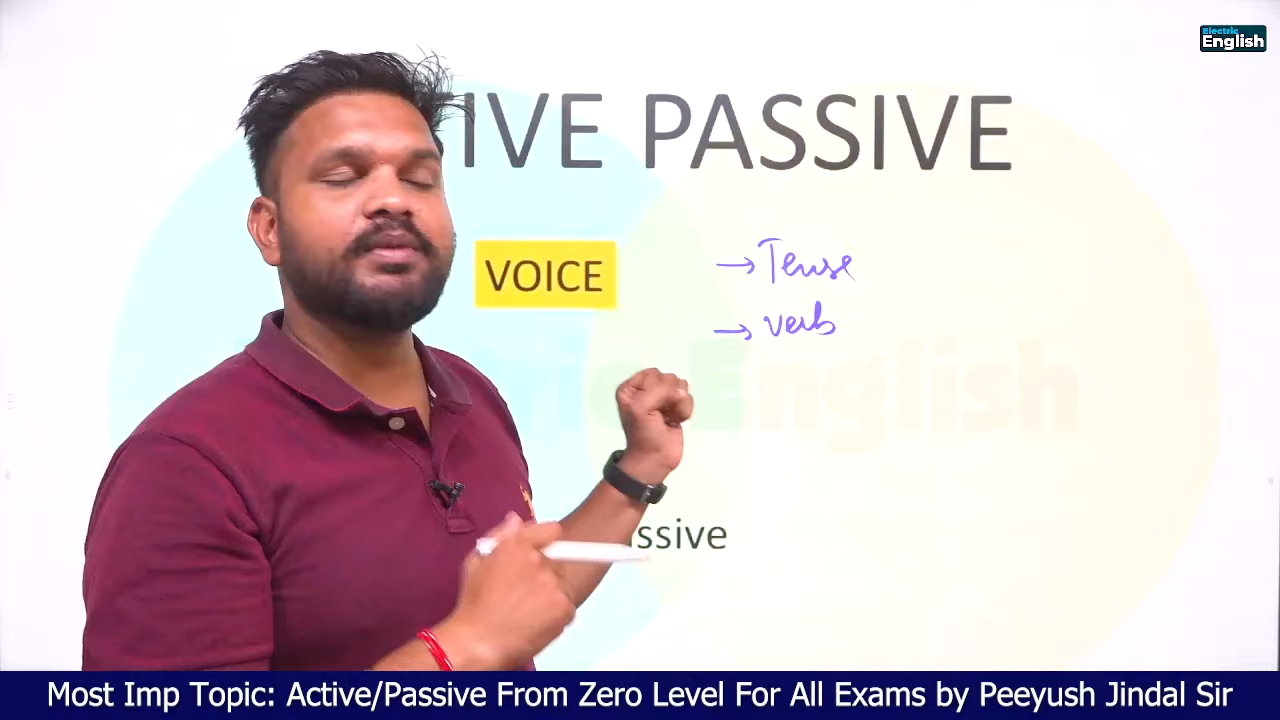 Electric
English
IVE PASSIVE
VOICE
→ Tense
→ verb
English
ssive
Most Imp Topic: Active/Passive From Zero Level For All Exams by Peeyush Jindal Sir